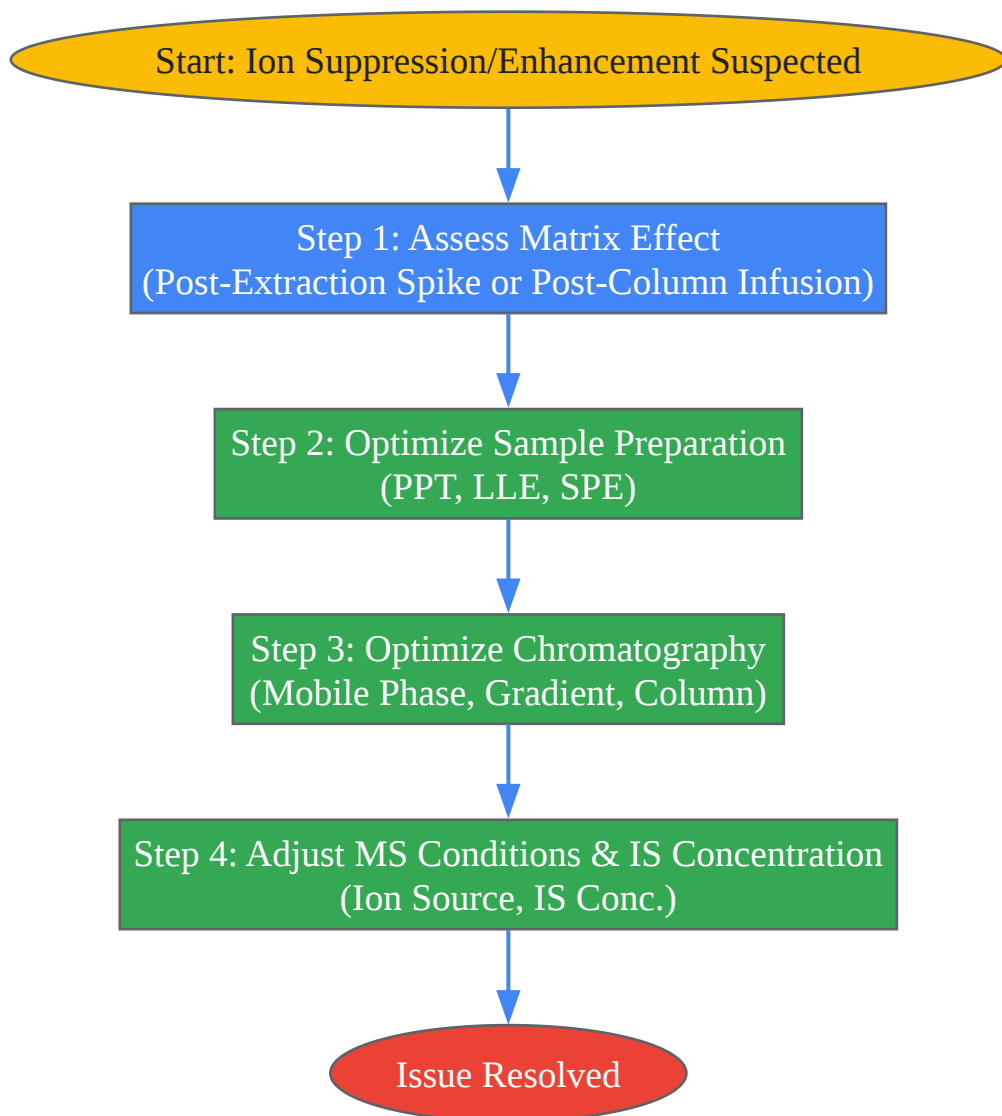 Start: Ion Suppression/Enhancement Suspected
Step 1: Assess Matrix Effect
(Post-Extraction Spike or Post-Column Infusion)
Step 2: Optimize Sample Preparation
(PPT, LLE, SPE)
Step 3: Optimize Chromatography
(Mobile Phase, Gradient, Column)
Step 4: Adjust MS Conditions & IS Concentration
(Ion Source, IS Conc.)
Issue Resolved